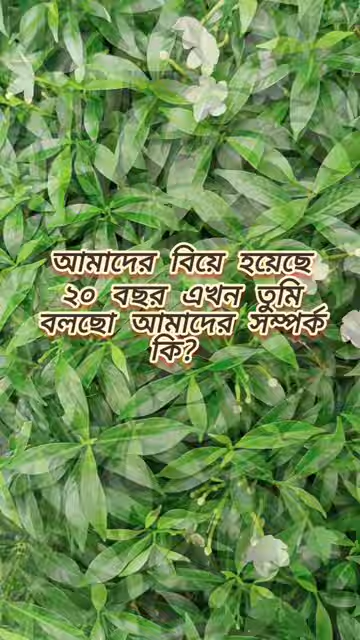 আমাদের বিয়ে হয়েছে
২০ বছর এখন তুমি
বলছো আমাদের সম্পর্ক
কি?